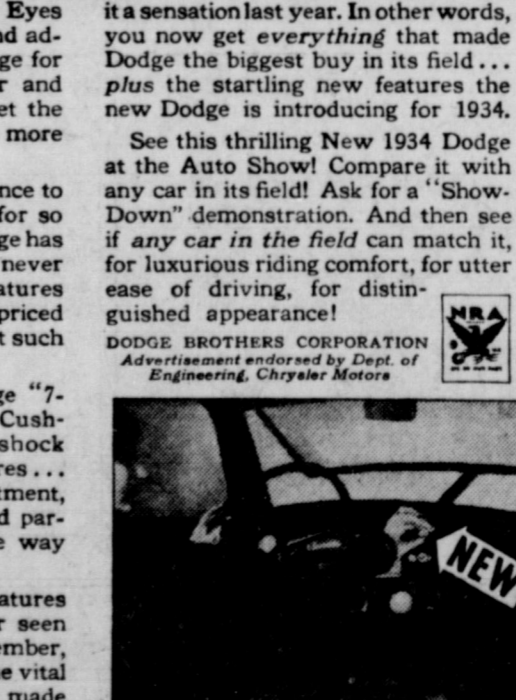 Eyes
nd ad-
ge for
r and
et the
more
nce to
for so
ge has
never
atures
priced
t such
ge "7-
Cush-
shock
res...
tment,
d par-
e way
atures
r seen
ember,
e vital
made
it a sensation last year. In other words,
you now get everything that made
Dodge the biggest buy in its field...
plus the startling new features the
new Dodge is introducing for 1934.
See this thrilling New 1934 Dodge
at the Auto Show! Compare it with
any car in its field! Ask for a "Show-
Down" demonstration. And then see
if any car in the field can match it,
for luxurious riding comfort, for utter
ease of driving, for distin-
guished appearance!
DODGE BROTHERS CORPORATION
Advertisement endorsed by Dept. of
Engineering, Chrysler Motors
NRA
NEW